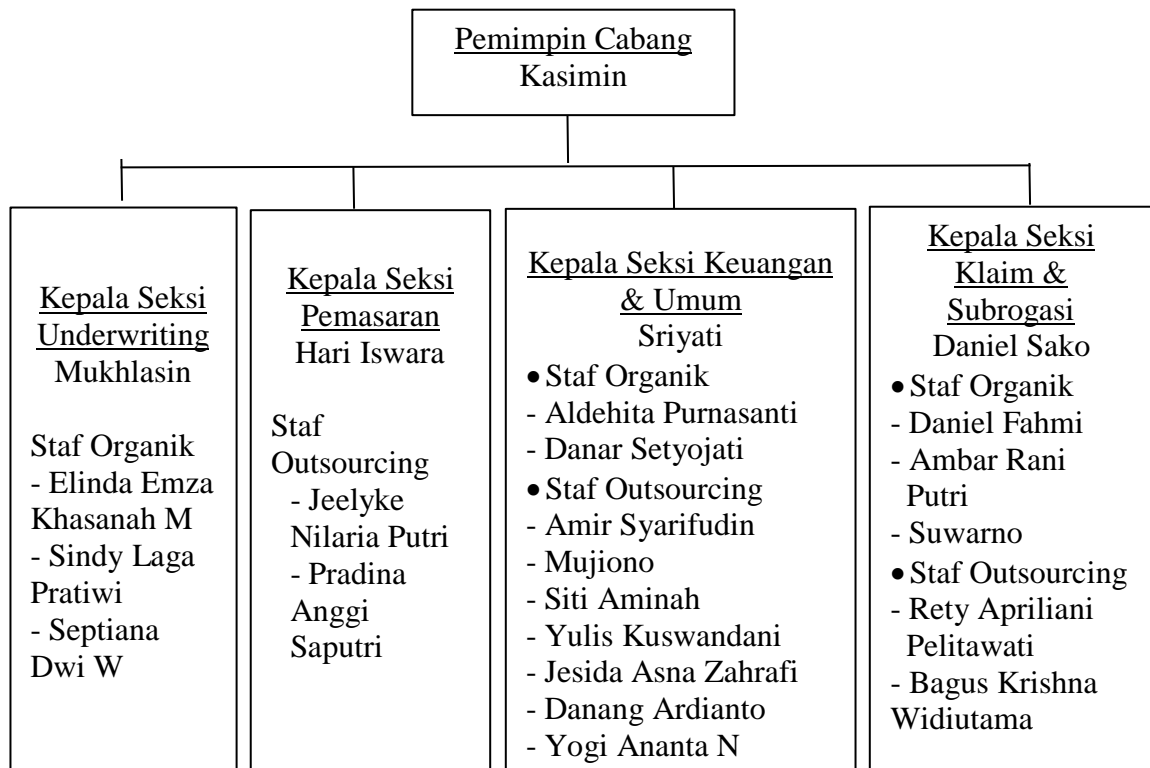 Pemimpin Cabang
Kasimin
Kepala Seksi
Underwriting
Mukhlasin
Staf Organik
- Elinda Emza
Khasanah M
- Sindy Laga
Pratiwi
- Septiana
Dwi W
Kepala Seksi
Pemasaran
Hari Iswara
Staf
Outsourcing
- Jeelyke
Nilaria Putri
- Pradina
Anggi
Saputri
Kepala Seksi Keuangan
& Umum
Sriyati
• Staf Organik
- Aldehita Purnasanti
- Danar Setyojati
• Staf Outsourcing
- Amir Syarifudin
- Mujiono
- Siti Aminah
- Yulis Kuswandani
- Jesida Asna Zahrafi
- Danang Ardianto
- Yogi Ananta N
Kepala Seksi
Klaim &
Subrogasi
Daniel Sako
• Staf Organik
- Daniel Fahmi
- Ambar Rani
Putri
- Suwarno
• Staf Outsourcing
- Rety Apriliani
Pelitawati
- Bagus Krishna
Widiutama